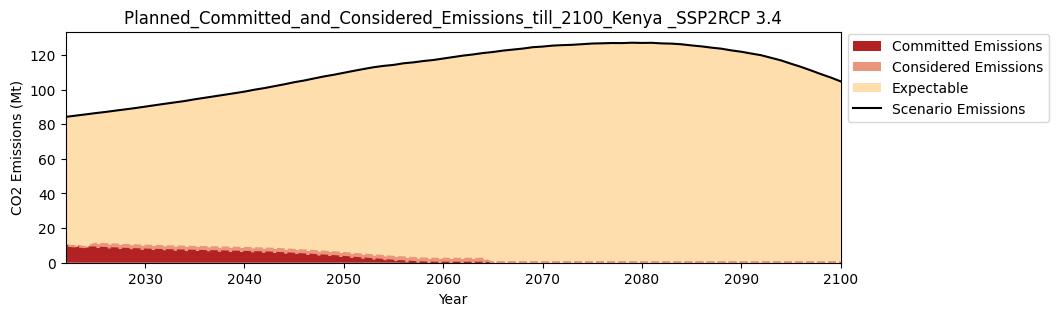 Planned_Committed_and_Considered_Emissions_till_2100_Kenya _SSP2RCP 3.4
CO2 Emissions (Mt)
120
100
80
60
40
20
0
2030
2040
2050
2060
2070
2080
2090
2100
Year
Committed Emissions
Considered Emissions
Expectable
Scenario Emissions